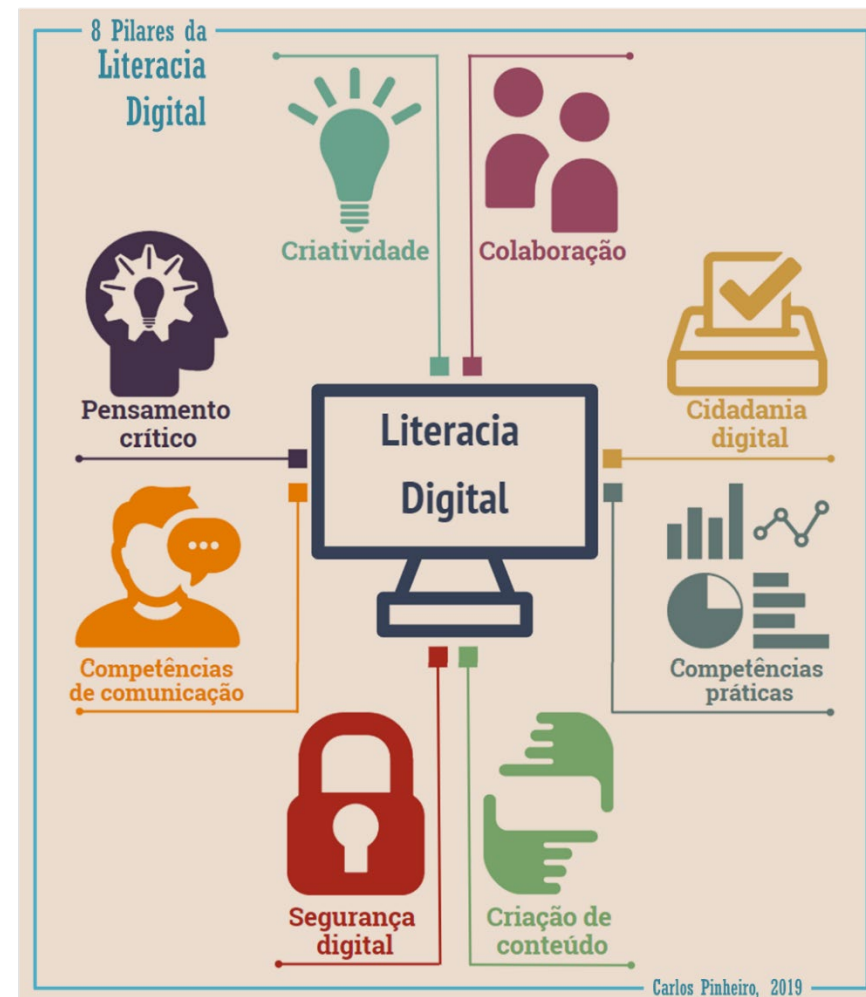 8 Pilares da
Literacia
Digital
Criatividade
Colaboração
Pensamento
crítico
Cidadania
digital
Literacia
Digital
Competências
de comunicação
Competências
práticas
Segurança
digital
Criação de
conteúdo
Carlos Pinheiro, 2019